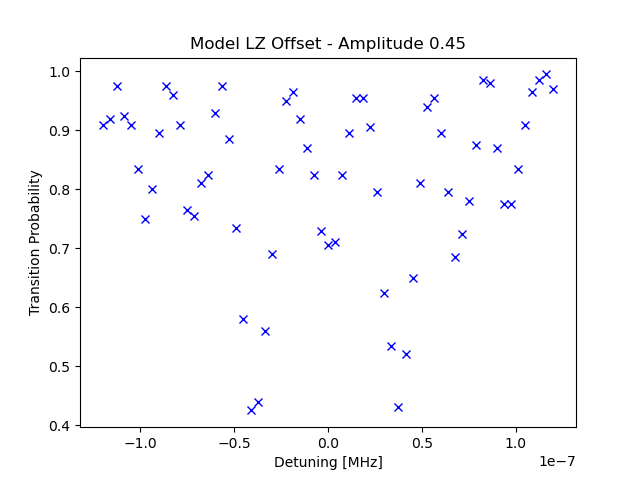 Model LZ Offset - Amplitude 0.45
Transition Probability
1.0
0.9
0.8
0.7
0.6
0.5
0.4
−1.0 −0.5 0.0 0.5 1.0
1e−7
Detuning [MHz]